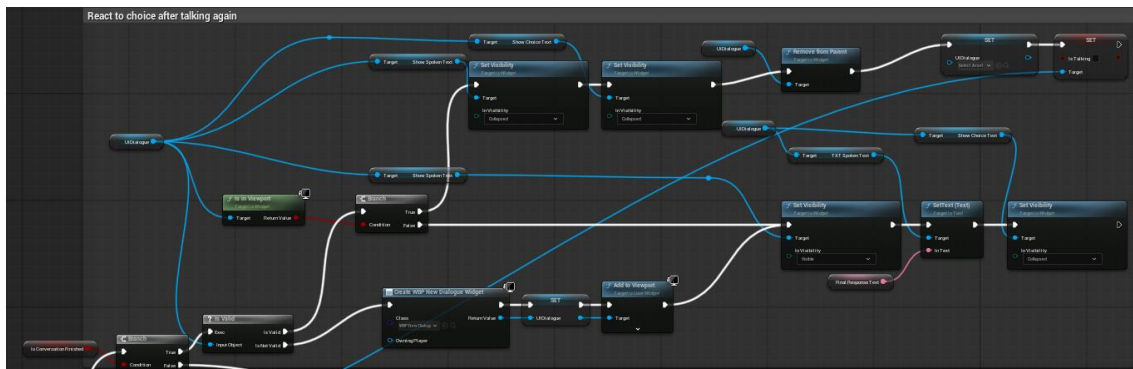 React to choice after talking again
Target Show Choice Text
Target Show Spoken Text
Set Visibility
Target is Widget
Target
In Visibility
Collapsed
Set Visibility
Target is Widget
Target
In Visibility
Collapsed
UIDialogue
Remove from Parent
Target is Widget
Target
SET
UIDialogue
Select Asset
SET
Is Talking
Target
UIDialogue
Target Show Choice Text
Target TXT Spoken Text
UIDialogue
Target Show Spoken Text
Is in Viewport
Target is Widget
Target Return Value
Branch
True
Condition False
Set Visibility
Target is Widget
Target
In Visibility
Visible
SetText (Text)
Target is Text
Target
In Text
Set Visibility
Target is Widget
Target
In Visibility
Collapsed
Final Response Text
Create WBP New Dialogue Widget
Class
Return Value
Owning Player
SET
UIDialogue
Add to Viewport
Target is User Widget
Target
Is Valid
Exec Is Valid
Input Object Is Not Valid
Is Conversation Finished
Branch
True
Condition False